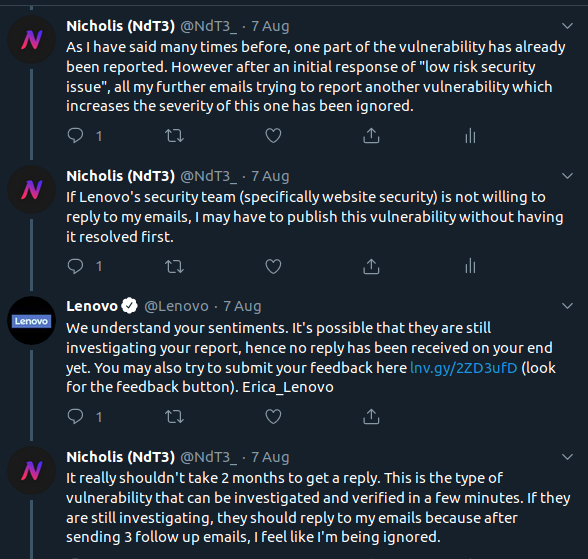 Nicholis (NdT3) @NdT3_ · 7 Aug
As I have said many times before, one part of the vulnerability has already
been reported. However after an initial response of "low risk security
issue", all my further emails trying to report another vulnerability which
increases the severity of this one has been ignored.
1
Nicholis (NdT3) @NdT3_ · 7 Aug
If Lenovo's security team (specifically website security) is not willing to
reply to my emails, I may have to publish this vulnerability without having
it resolved first.
1
Lenovo @Lenovo · 7 Aug
Lenovo
We understand your sentiments. It's possible that they are still
investigating your report, hence no reply has been received on your end
yet. You may also try to submit your feedback here lnv.gy/2ZD3ufD (look
for the feedback button). Erica_Lenovo
1
Nicholis (NdT3) @NdT3_ · 7 Aug
It really shouldn't take 2 months to get a reply. This is the type of
vulnerability that can be investigated and verified in a few minutes. If they
are still investigating, they should reply to my emails because after
sending 3 follow up emails, I feel like I'm being ignored.